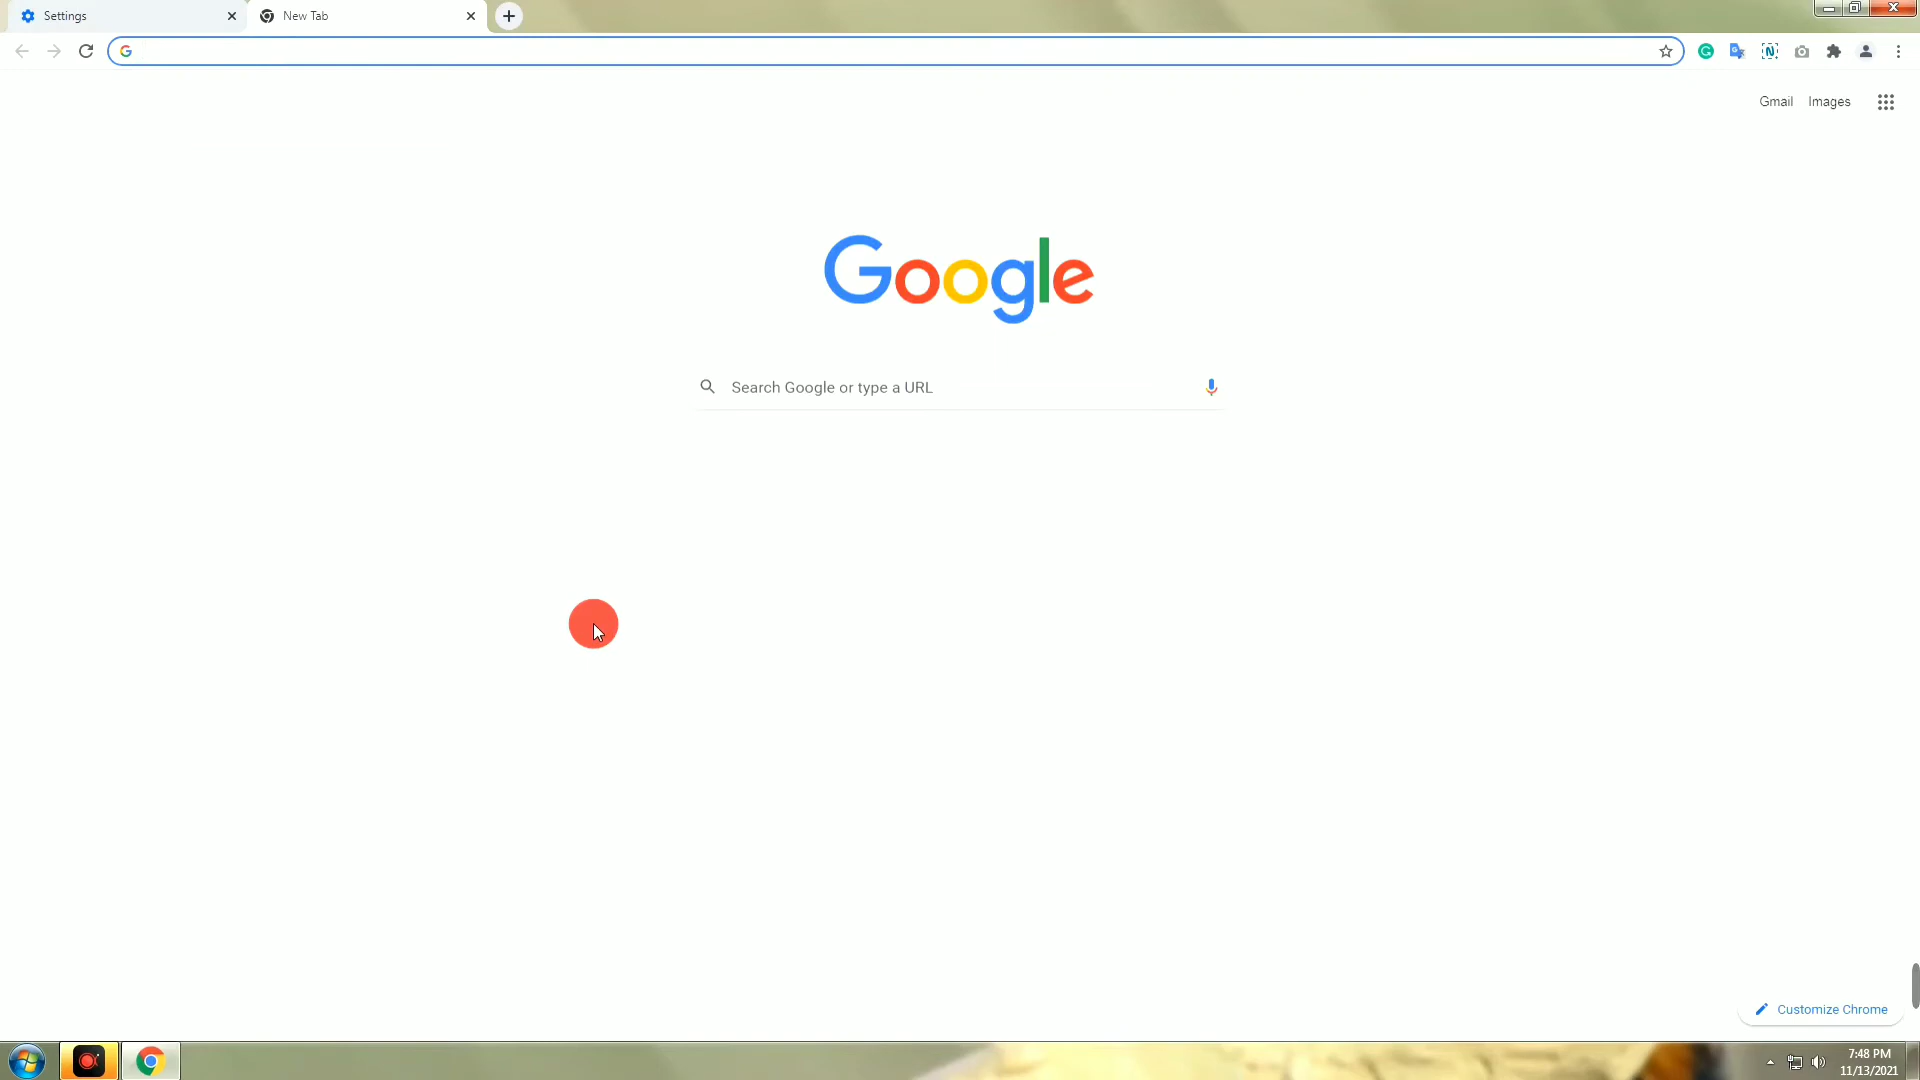 Settings
New Tab
Gmail
Images
Google
Search Google or type a URL
Customize Chrome
7:48 PM
11/13/2021